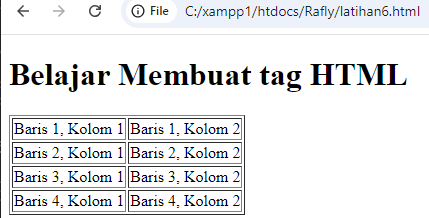 File C:/xampp1/htdocs/Rafly/latihan6.html
Belajar Membuat tag HTML
Baris 1, Kolom 1 Baris 1, Kolom 2
Baris 2, Kolom 1 Baris 2, Kolom 2
Baris 3, Kolom 1 Baris 3, Kolom 2
Baris 4, Kolom 1 Baris 4, Kolom 2